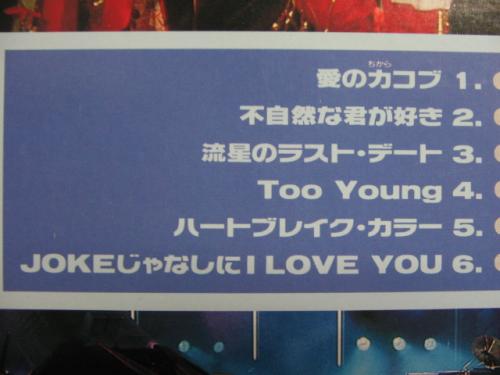 ちから
愛の力コブ 1.
不自然な君が好き 2.
流星のラスト・デート 3.
Too Young 4.
ハートブレイク・カラー 5.
JOKEじゃなしにI LOVE YOU 6.